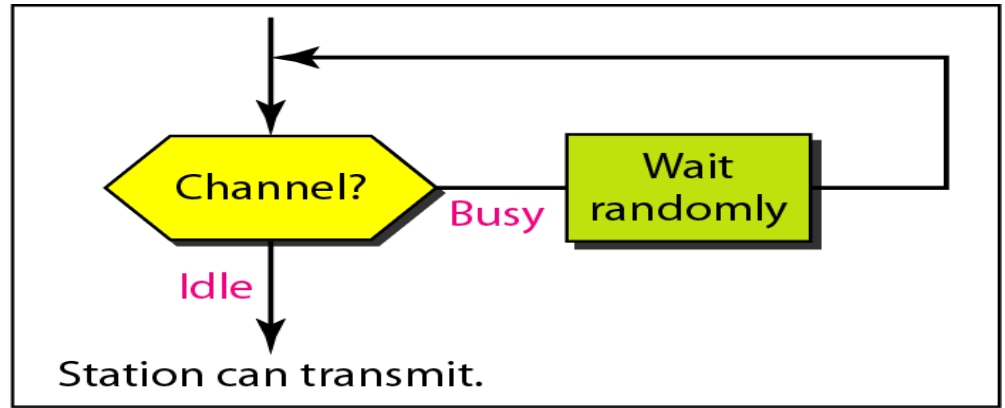 Channel?
Busy
Wait
randomly
Idle
Station can transmit.